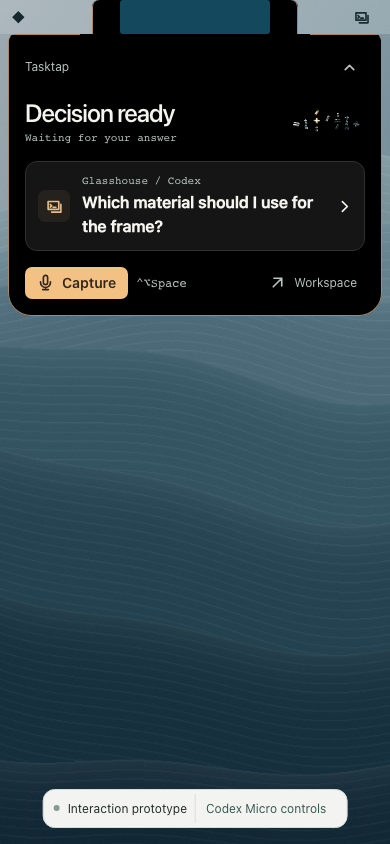 Tasktap
Decision ready
Waiting for your answer
Glasshouse / Codex
Which material should I use for
the frame?
Capture
^⌥Space
Workspace
Interaction prototype
Codex Micro controls